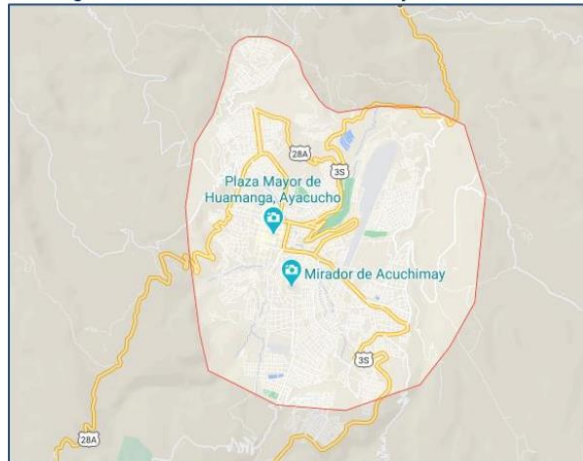 28A
3S
Plaza Mayor de
Huamanga, Ayacucho
Mirador de Acuchimay
3S
28A